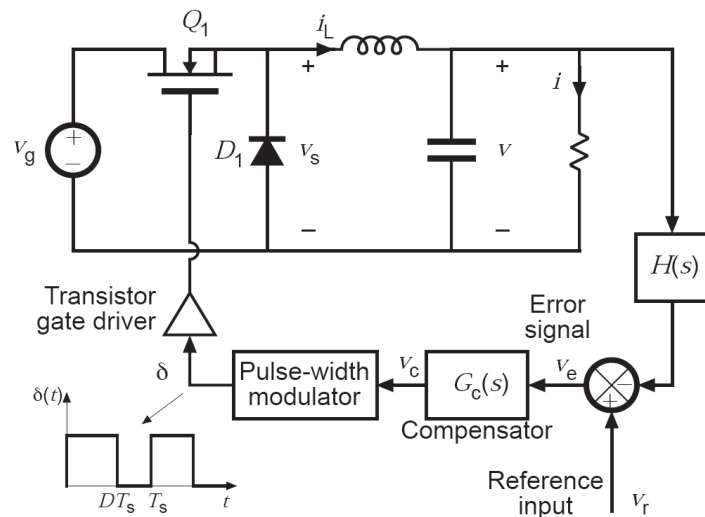 Q1
iL
+
+
i
+
−
vg
D1
vs
v
−
−
H(s)
Transistor
gate driver
Error
signal
δ
Pulse-width
modulator
vc
Gc(s)
Compensator
ve
−
+
δ(t)
DTs
Ts
t
Reference
input
vr